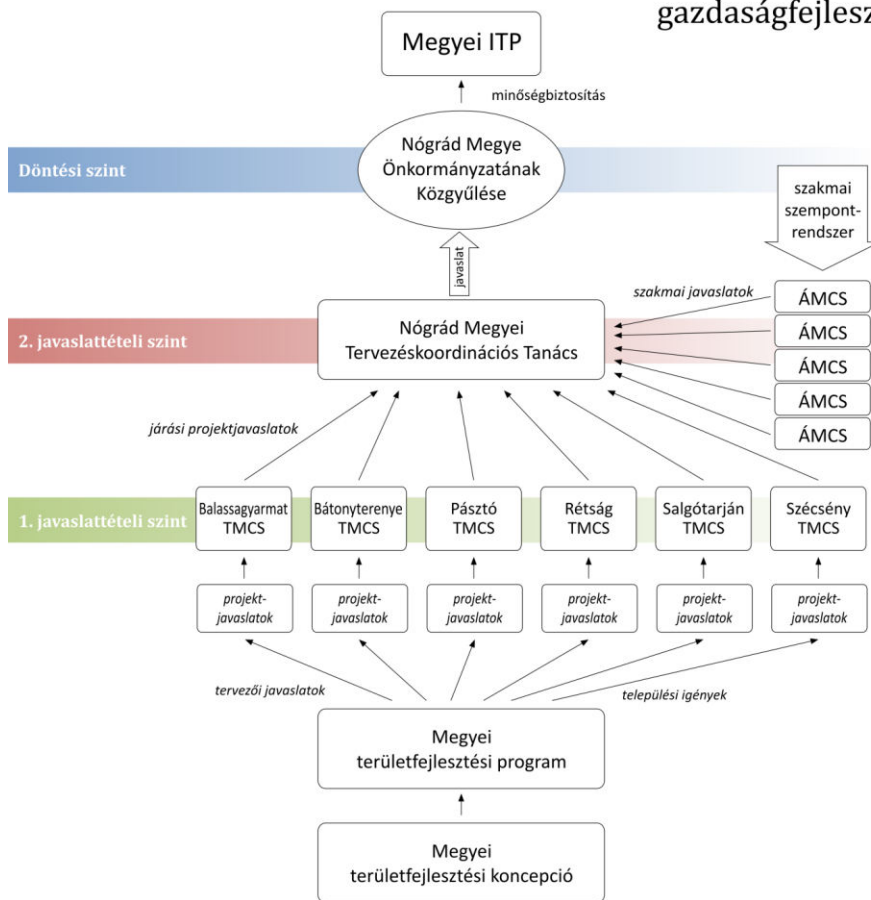 gazdaságfejlesz
Megyei ITP
minőségbiztosítás
Nógrád Megye
Önkormányzatának
Közgyűlése
Döntési szint
szakmai
szempont-
rendszer
javaslat
szakmai javaslatok
ÁMCS
ÁMCS
ÁMCS
ÁMCS
ÁMCS
2. javaslattételi szint
Nógrád Megyei
Tervezéskoordinációs Tanács
járási projektjavaslatok
1. javaslattételi szint
Balassagyarmat
TMCS
Bátonyterenye
TMCS
Pásztó
TMCS
Rétság
TMCS
Salgótarján
TMCS
Szécsény
TMCS
projekt-
javaslatok
projekt-
javaslatok
projekt-
javaslatok
projekt-
javaslatok
projekt-
javaslatok
projekt-
javaslatok
tervezői javaslatok
települési igények
Megyei
területfejlesztési program
Megyei
területfejlesztési koncepció